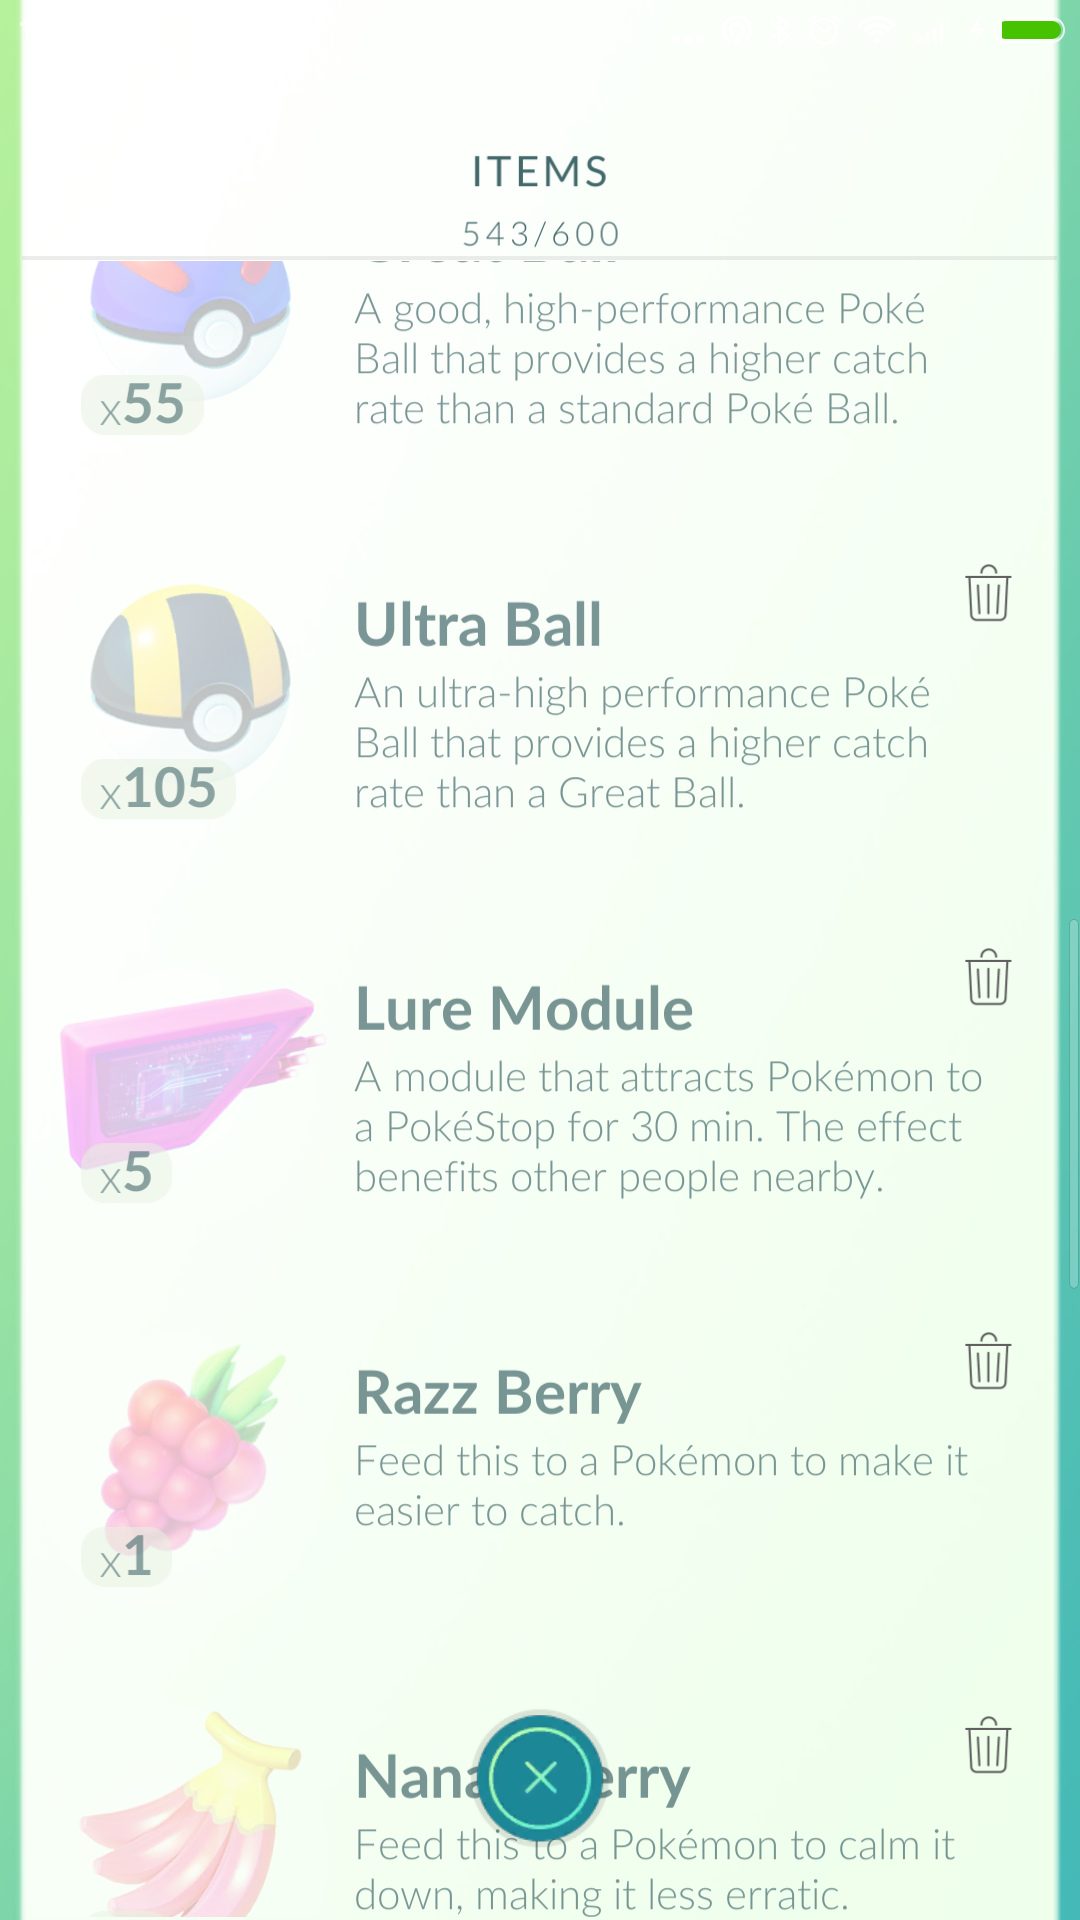 ITEMS
543/600
Great Ball
A good, high-performance Poké
Ball that provides a higher catch
rate than a standard Poké Ball.
x55
Ultra Ball
An ultra-high performance Poké
Ball that provides a higher catch
rate than a Great Ball.
x105
Lure Module
A module that attracts Pokémon to
a PokéStop for 30 min. The effect
benefits other people nearby.
x5
Razz Berry
Feed this to a Pokémon to make it
easier to catch.
x1
Feed this to a Pokémon to calm it
down, making it less erratic.